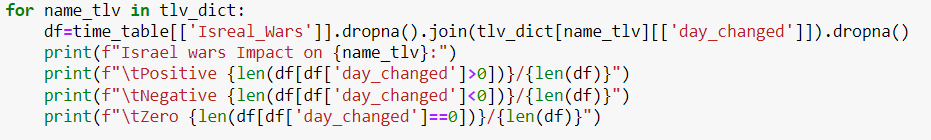 for name_tlv in tlv_dict:
    df=time_table[['Isreal_Wars']].dropna().join(tlv_dict[name_tlv][['day_changed']]).dropna()
    print(f"Israel wars Impact on {name_tlv}:")
    print(f"\tPositive {len(df[df['day_changed']>0])}/{len(df)}")
    print(f"\tNegative {len(df[df['day_changed']<0])}/{len(df)}")
    print(f"\tZero {len(df[df['day_changed']==0])}/{len(df)}")